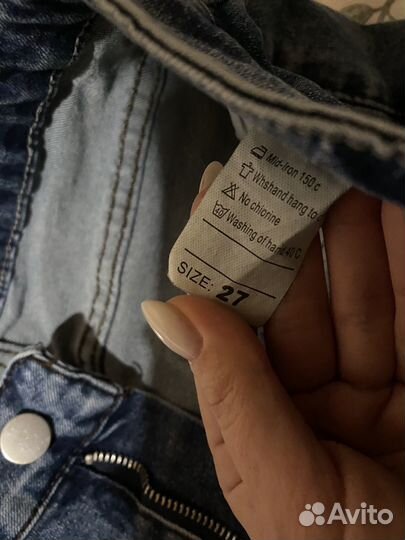 Mid-iron 150 c
Whshand hang to
No chlorine
Washing of hand 40 C
SIZE: 27
Avito